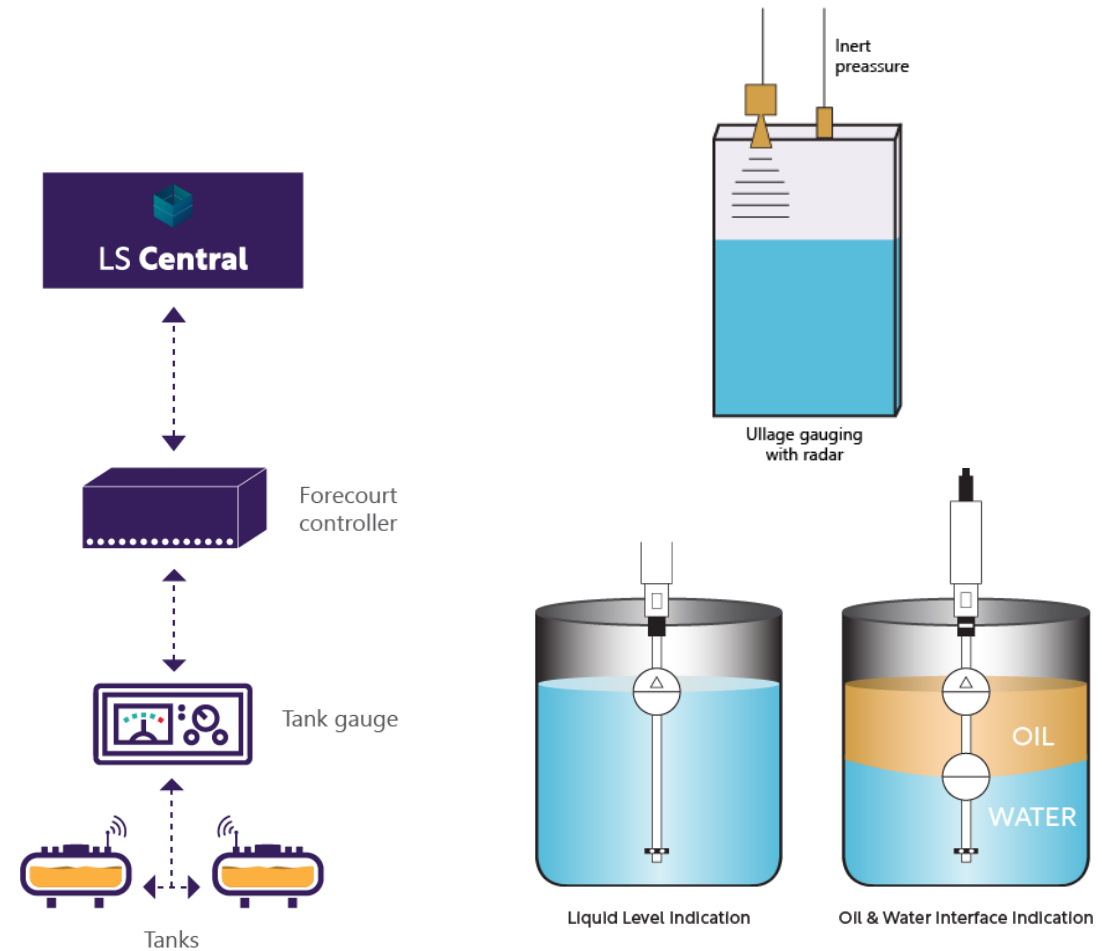 LS Central
Forecourt
controller
Tank gauge
Tanks
Inert
preassure
Ullage gauging
with radar
Liquid Level Indication
OIL
WATER
Oil & Water Interface Indication